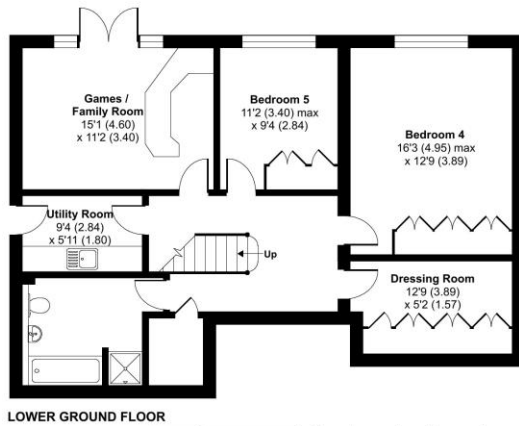 Games /
Family Room
15'1 (4.60)
x 11'2 (3.40)
Bedroom 5
11'2 (3.40) max
x 9'4 (2.84)
Bedroom 4
16'3 (4.95) max
x 12'9 (3.89)
Utility Room
9'4 (2.84)
x 5'11 (1.80)
Up
Dressing Room
12'9 (3.89)
x 5'2 (1.57)
LOWER GROUND FLOOR